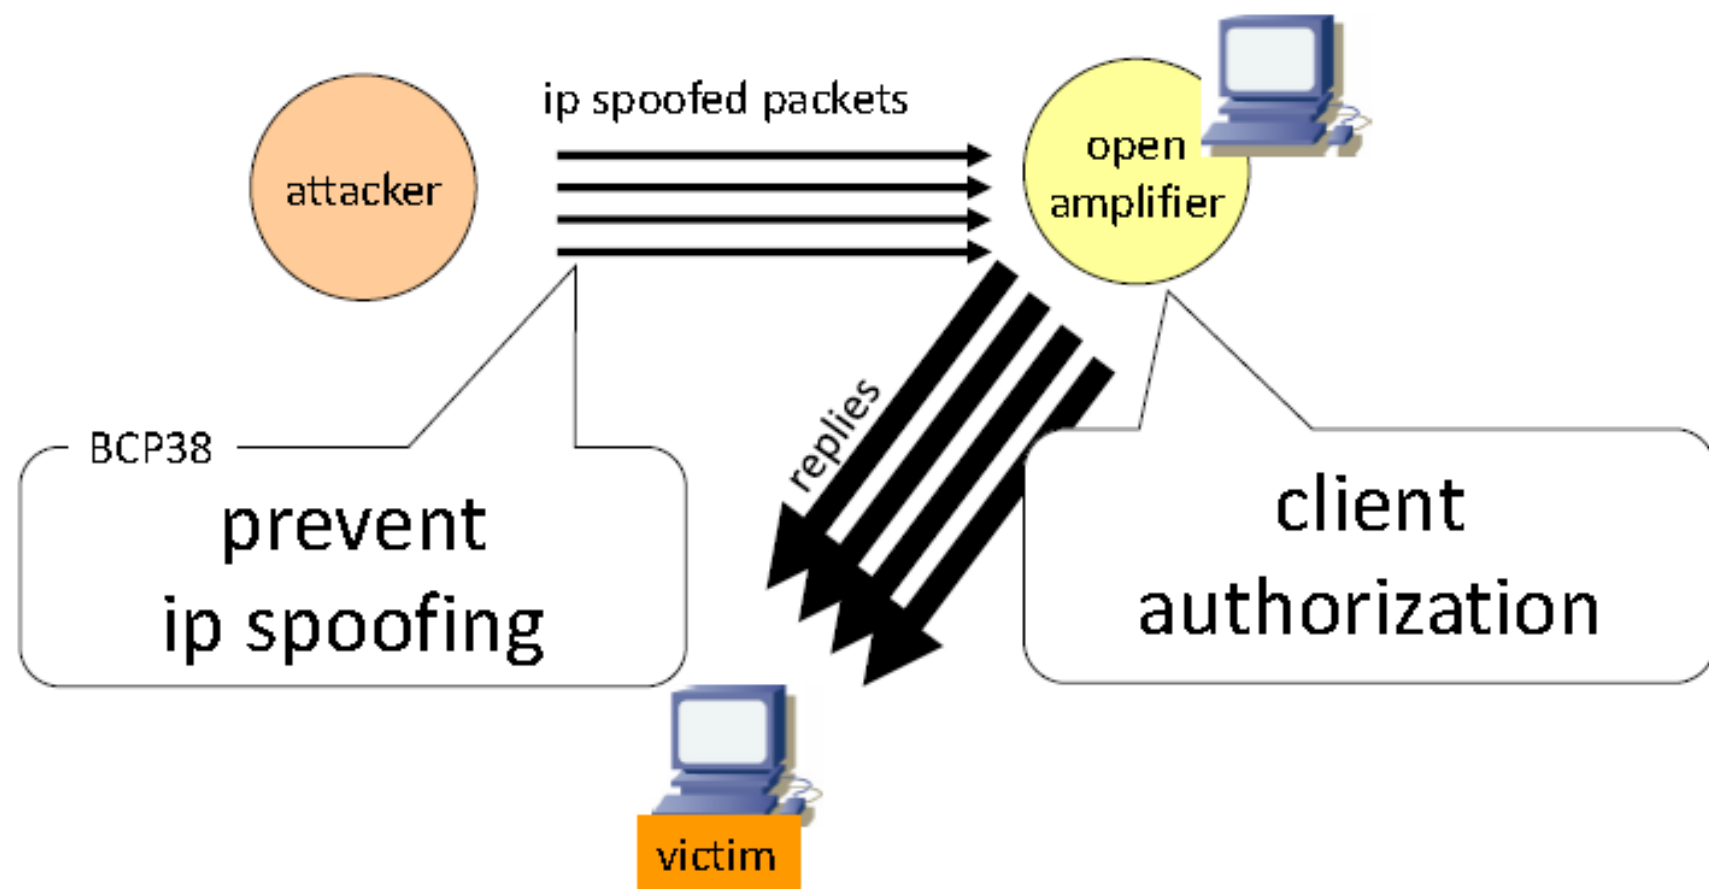 ip spoofed packets
attacker
open
amplifier
replies
BCP38
prevent
ip spoofing
client
authorization
victim